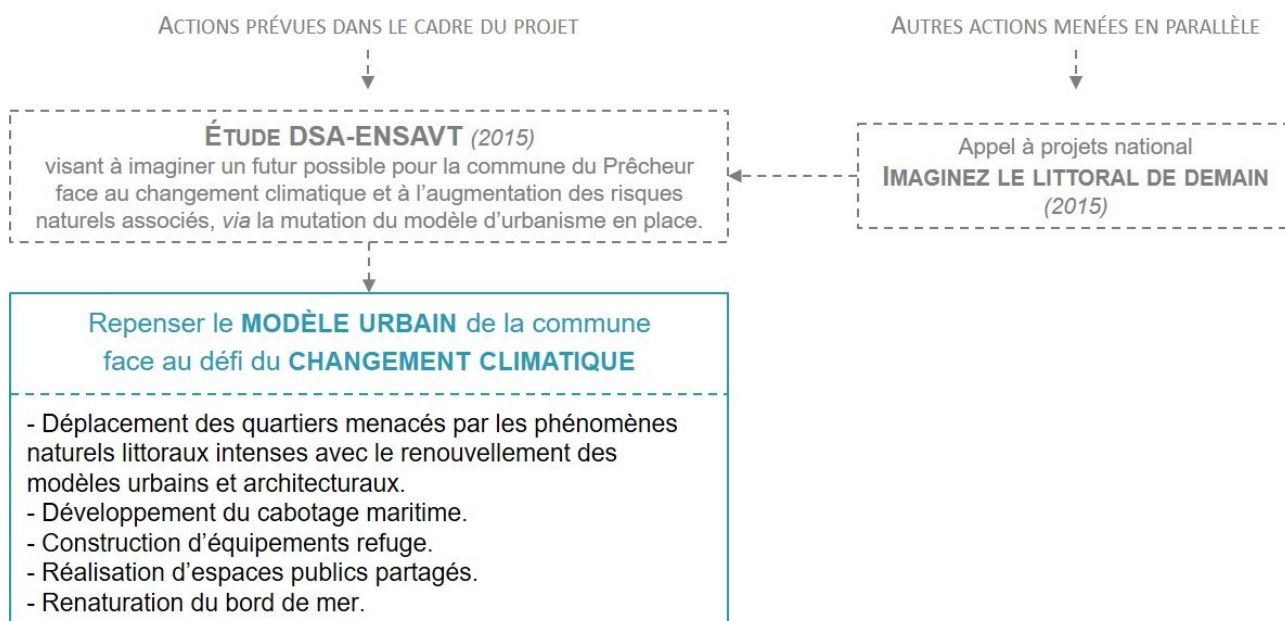 ACTIONS PRÉVUES DANS LE CADRE DU PROJET
AUTRES ACTIONS MENÉES EN PARALLÈLE
ÉTUDE DSA-ENSAVT (2015)
visant à imaginer un futur possible pour la commune du Prêcheur
face au changement climatique et à l’augmentation des risques
naturels associés, via la mutation du modèle d’urbanisme en place.
Appel à projets national
IMAGINEZ LE LITTORAL DE DEMAIN
(2015)
Repenser le MODÈLE URBAIN de la commune
face au défi du CHANGEMENT CLIMATIQUE
- Déplacement des quartiers menacés par les phénomènes
naturels littoraux intenses avec le renouvellement des
modèles urbains et architecturaux.
- Développement du cabotage maritime.
- Construction d’équipements refuge.
- Réalisation d’espaces publics partagés.
- Renaturation du bord de mer.